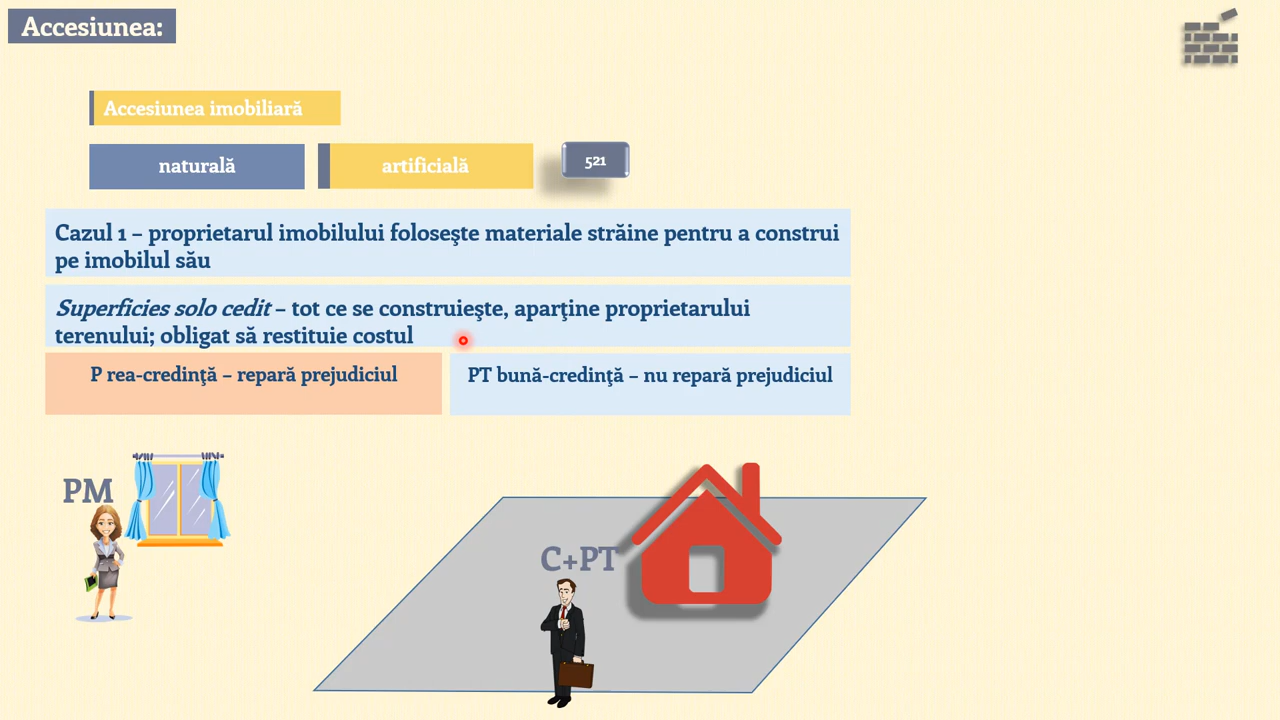 Accesiunea:
Accesiunea imobiliară
naturală
artificială
521
Cazul 1 – proprietarul imobilului foloseşte materiale străine pentru a construi
pe imobilul său
Superficies solo cedit – tot ce se construieşte, aparţine proprietarului
terenului; obligat să restituie costul
P rea-credinţă – repară prejudiciul
PT bună-credinţă – nu repară prejudiciul
PM
C+PT